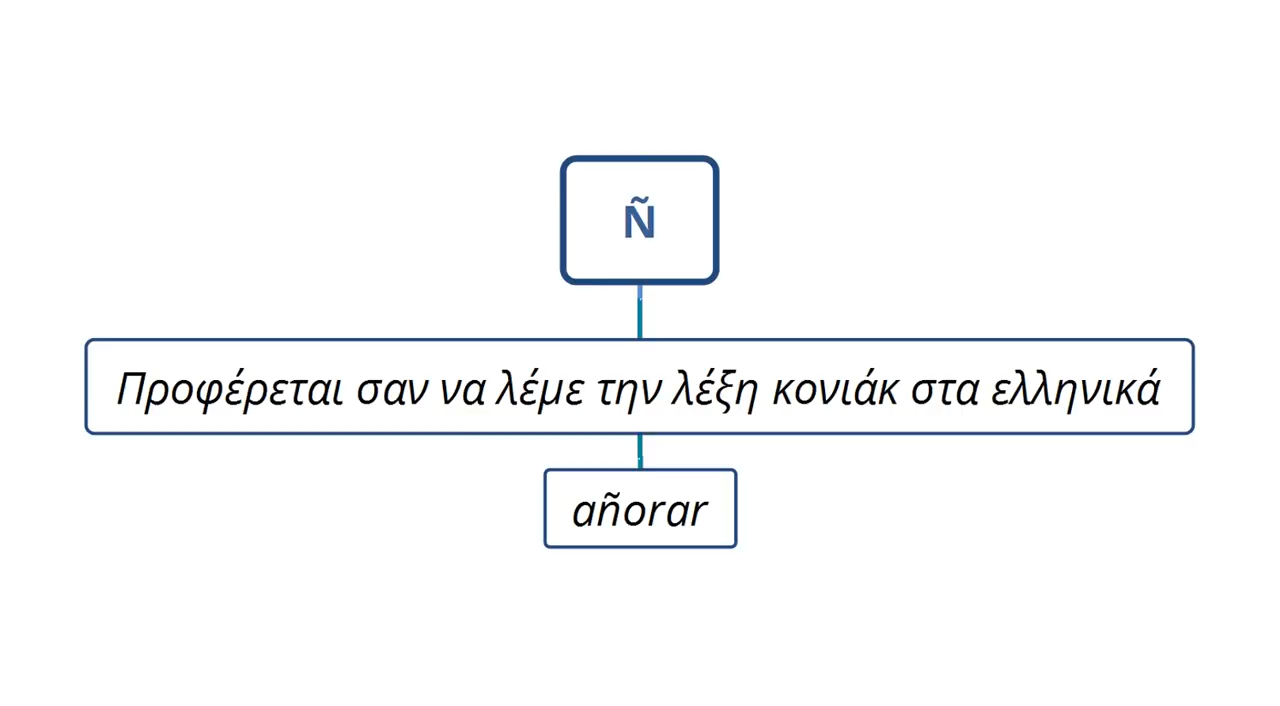 Ñ
Προφέρεται σαν να λέμε την λέξη κονιάκ στα ελληνικά
añorar